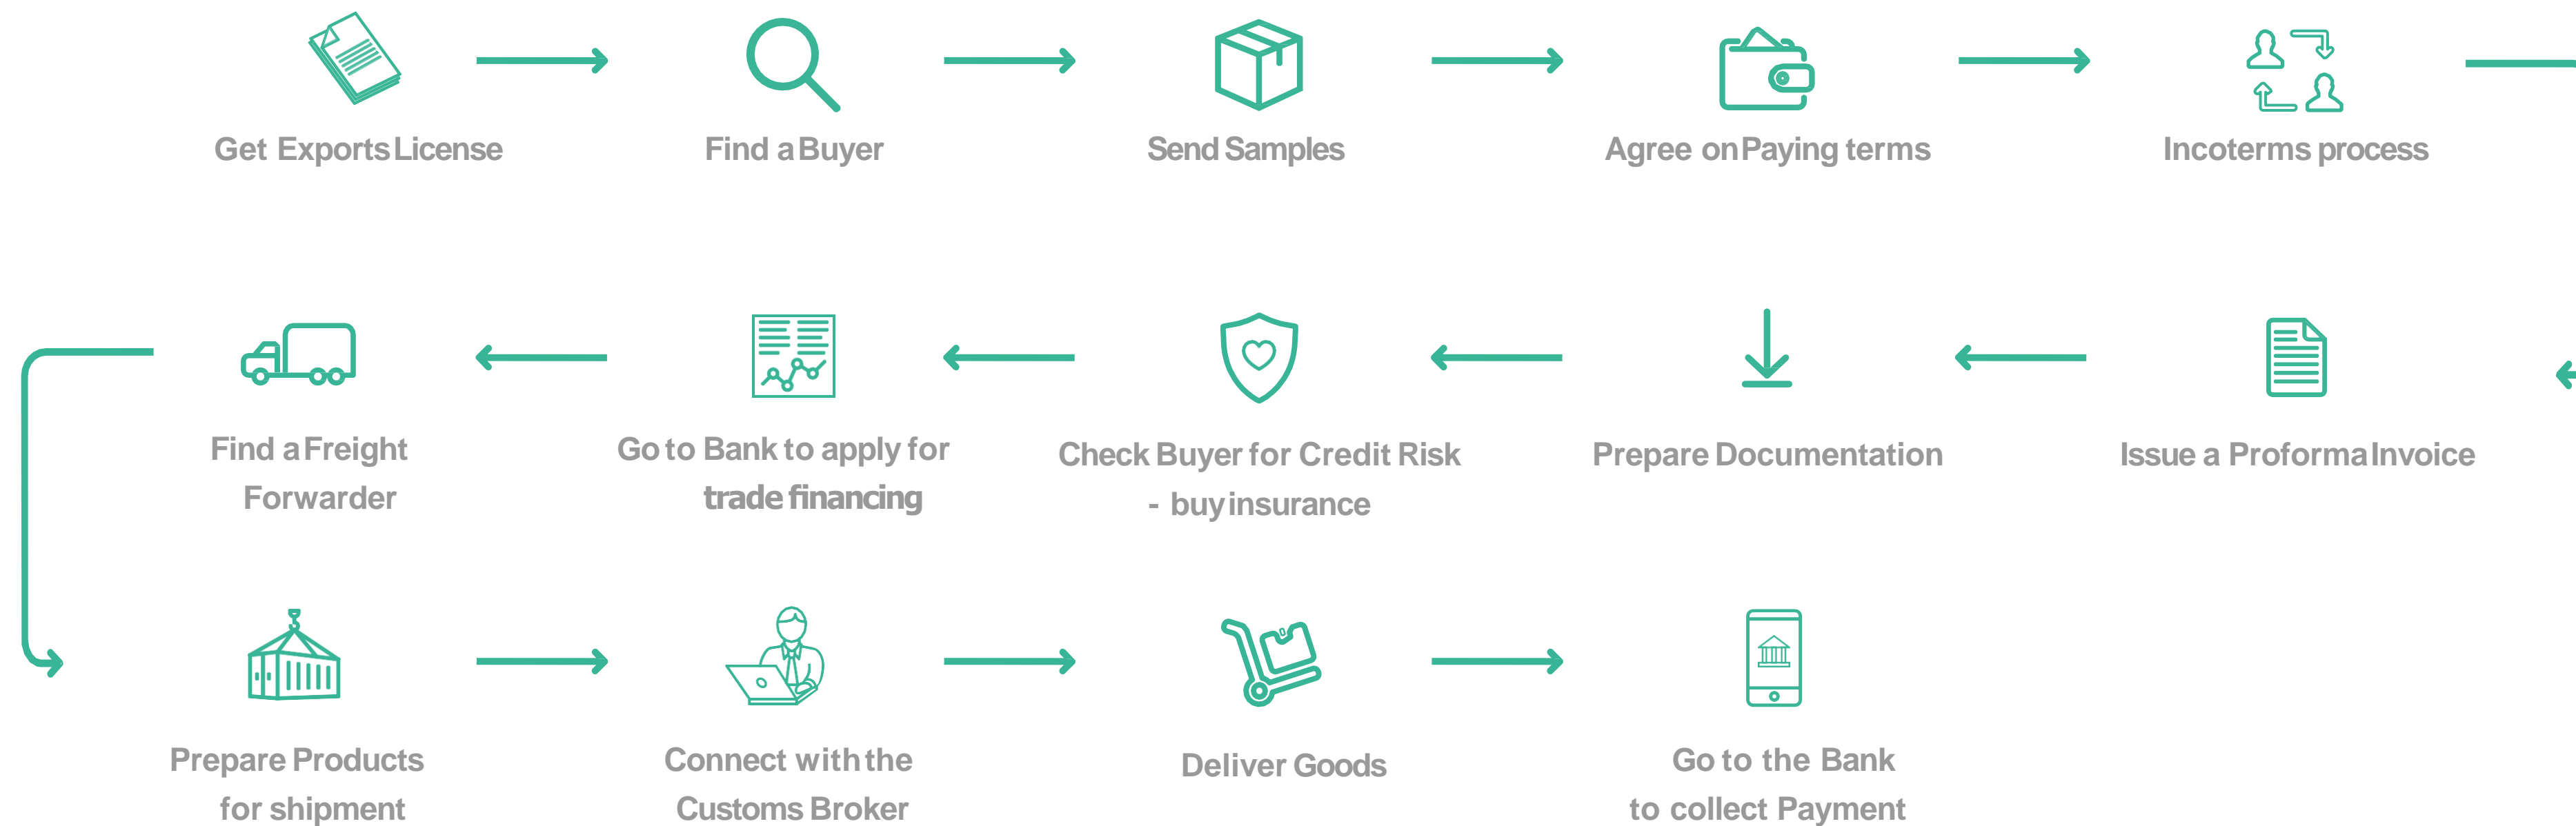 Get Exports License
Find a Buyer
Send Samples
Agree on Paying terms
Incoterms process
Issue a Proforma Invoice
Prepare Documentation
Check Buyer for Credit Risk
- buy insurance
Go to Bank to apply for
trade financing
Find a Freight
Forwarder
Prepare Products
for shipment
Connect with the
Customs Broker
Deliver Goods
Go to the Bank
to collect Payment